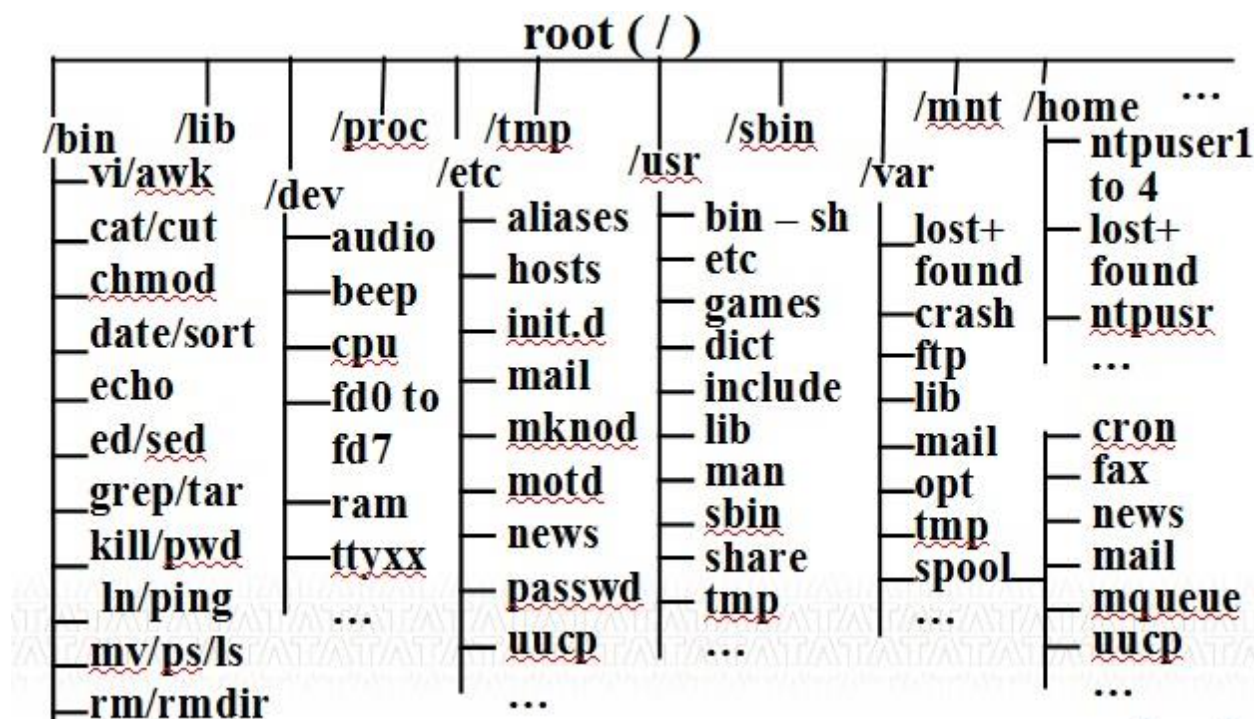 root ( / )
/bin
vi/awk
cat/cut
chmod
date/sort
echo
ed/sed
grep/tar
kill/pwd
ln/ping
mv/ps/ls
rm/rmdir
/lib
/dev
audio
beep
cpu
fd0 to
fd7
ram
ttyxx
...
/proc
/etc
aliases
hosts
init.d
mail
mknod
motd
news
passwd
uucp
...
/tmp
/usr
bin – sh
etc
games
dict
include
lib
man
sbin
share
tmp
...
/sbin
/var
lost+
found
crash
ftp
lib
mail
opt
tmp
spool
...
cron
fax
news
mail
mqueue
uucp
...
/mnt
/home
ntpuser1
to 4
lost+
found
ntpusr
...
...
TATATATATATATATA